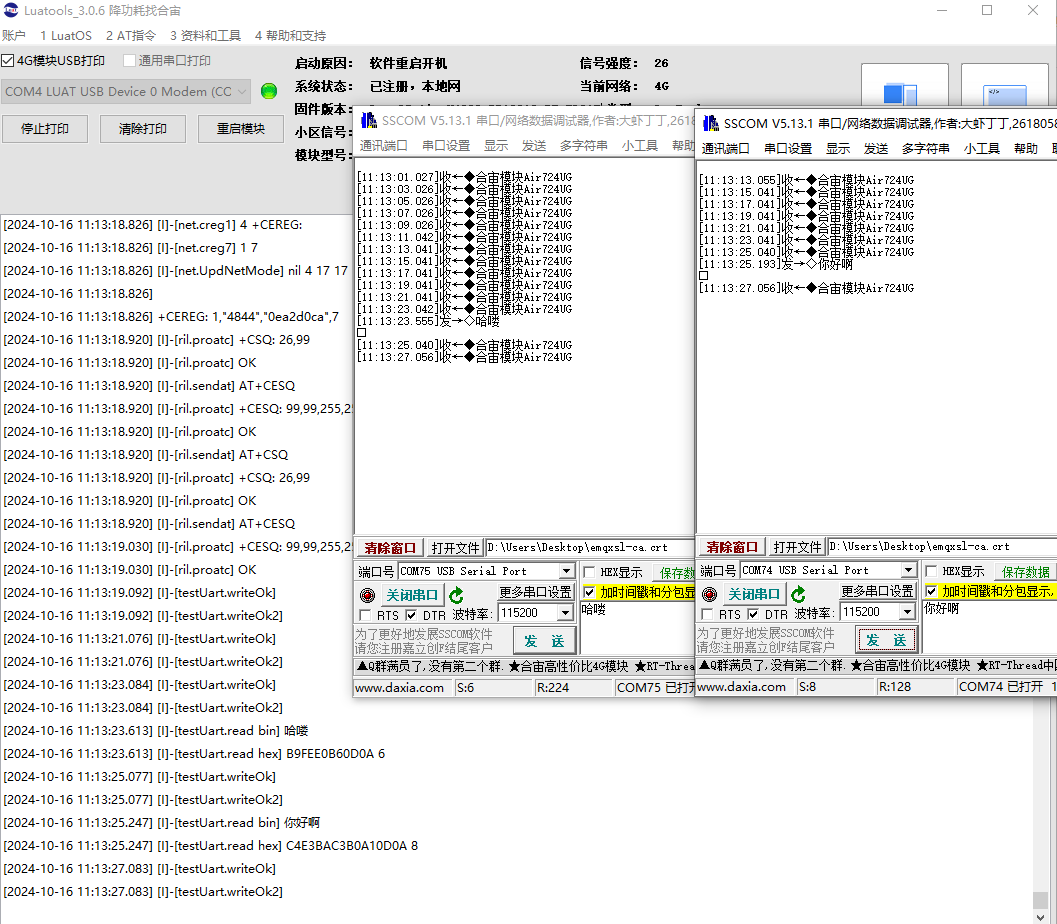 Luatools_3.0.6 降功耗找合宙
账户 1 LuatOS 2 AT指令 3 资料和工具 4 帮助和支持
4G模块USB打印 通用串口打印
COM4 LUAT USB Device 0 Modem (CC
停止打印 清除打印 重启模块
启动原因： 软件重启开机 信号强度： 26
系统状态： 已注册，本地网 当前网络： 4G
固件版本：
小区信号：
模块型号：
[2024-10-16 11:13:18.826] [I]-[net.creg1] 4 +CEREG:
[2024-10-16 11:13:18.826] [I]-[net.creg7] 1 7
[2024-10-16 11:13:18.826] [I]-[net.UpdNetMode] nil 4 17 17
[2024-10-16 11:13:18.826]
[2024-10-16 11:13:18.826] +CEREG: 1,"4844","0ea2d0ca",7
[2024-10-16 11:13:18.920] [I]-[ril.proatc] +CSQ: 26,99
[2024-10-16 11:13:18.920] [I]-[ril.proatc] OK
[2024-10-16 11:13:18.920] [I]-[ril.sendat] AT+CESQ
[2024-10-16 11:13:18.920] [I]-[ril.proatc] +CESQ: 99,99,255,25
[2024-10-16 11:13:18.920] [I]-[ril.proatc] OK
[2024-10-16 11:13:18.920] [I]-[ril.sendat] AT+CSQ
[2024-10-16 11:13:18.920] [I]-[ril.proatc] +CSQ: 26,99
[2024-10-16 11:13:18.920] [I]-[ril.proatc] OK
[2024-10-16 11:13:18.920] [I]-[ril.sendat] AT+CESQ
[2024-10-16 11:13:19.030] [I]-[ril.proatc] +CESQ: 99,99,255,25
[2024-10-16 11:13:19.030] [I]-[ril.proatc] OK
[2024-10-16 11:13:19.092] [I]-[testUart.writeOk]
[2024-10-16 11:13:19.092] [I]-[testUart.writeOk2]
[2024-10-16 11:13:21.076] [I]-[testUart.writeOk]
[2024-10-16 11:13:21.076] [I]-[testUart.writeOk2]
[2024-10-16 11:13:23.084] [I]-[testUart.writeOk]
[2024-10-16 11:13:23.084] [I]-[testUart.writeOk2]
[2024-10-16 11:13:23.613] [I]-[testUart.read bin] 哈喽
[2024-10-16 11:13:23.613] [I]-[testUart.read hex] B9FEE0B60D0A 6
[2024-10-16 11:13:25.077] [I]-[testUart.writeOk]
[2024-10-16 11:13:25.077] [I]-[testUart.writeOk2]
[2024-10-16 11:13:25.247] [I]-[testUart.read bin] 你好啊
[2024-10-16 11:13:25.247] [I]-[testUart.read hex] C4E3BAC3B0A10D0A 8
[2024-10-16 11:13:27.083] [I]-[testUart.writeOk]
[2024-10-16 11:13:27.083] [I]-[testUart.writeOk2]
SSCOM V5.13.1 串口/网络数据调试器,作者:大虾丁丁,2618
通讯端口 串口设置 显示 发送 多字符串 小工具 帮助
[11:13:01.027]收←◆合宙模块Air724UG
[11:13:03.026]收←◆合宙模块Air724UG
[11:13:05.026]收←◆合宙模块Air724UG
[11:13:07.026]收←◆合宙模块Air724UG
[11:13:09.026]收←◆合宙模块Air724UG
[11:13:11.042]收←◆合宙模块Air724UG
[11:13:13.041]收←◆合宙模块Air724UG
[11:13:15.041]收←◆合宙模块Air724UG
[11:13:17.041]收←◆合宙模块Air724UG
[11:13:19.041]收←◆合宙模块Air724UG
[11:13:21.041]收←◆合宙模块Air724UG
[11:13:23.042]收←◆合宙模块Air724UG
[11:13:23.555]发→◇哈喽
□
[11:13:25.040]收←◆合宙模块Air724UG
[11:13:27.056]收←◆合宙模块Air724UG
清除窗口 打开文件 D:\Users\Desktop\emqxsl-ca.crt
端口号 COM75 USB Serial Port HEX显示 保存数
关闭串口 更多串口设置 加时间戳和分包显
RTS DTR 波特率: 115200 哈喽
为了更好地发展SSCOM软件
请您注册嘉立创F结尾客户
发 送
▲Q群满员了,没有第二个群. ★合宙高性价比4G模块 ★RT-Threa
www.daxia.com S:6 R:224 COM75 已打开
SSCOM V5.13.1 串口/网络数据调试器,作者:大虾丁丁,2618058
通讯端口 串口设置 显示 发送 多字符串 小工具 帮助
[11:13:13.055]收←◆合宙模块Air724UG
[11:13:15.041]收←◆合宙模块Air724UG
[11:13:17.041]收←◆合宙模块Air724UG
[11:13:19.041]收←◆合宙模块Air724UG
[11:13:21.041]收←◆合宙模块Air724UG
[11:13:23.041]收←◆合宙模块Air724UG
[11:13:25.040]收←◆合宙模块Air724UG
[11:13:25.193]发→◇你好啊
□
[11:13:27.056]收←◆合宙模块Air724UG
清除窗口 打开文件 D:\Users\Desktop\emqxsl-ca.crt
端口号 COM74 USB Serial Port HEX显示 保存数据
关闭串口 更多串口设置 加时间戳和分包显示,
RTS DTR 波特率: 115200 你好啊
为了更好地发展SSCOM软件
请您注册嘉立创F结尾客户
发 送
▲Q群满员了,没有第二个群. ★合宙高性价比4G模块 ★RT-Thread中国
www.daxia.com S:8 R:128 COM74 已打开 1